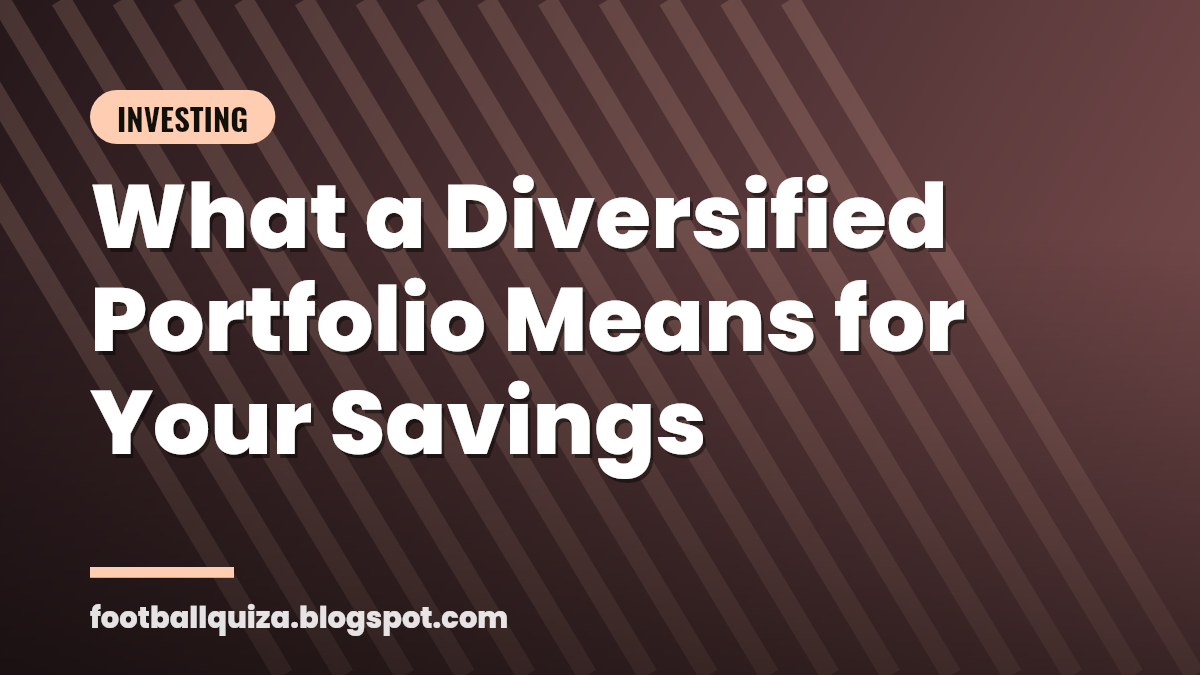 INVESTING
What a Diversified
Portfolio Means for
Your Savings
footballquiza.blogspot.com